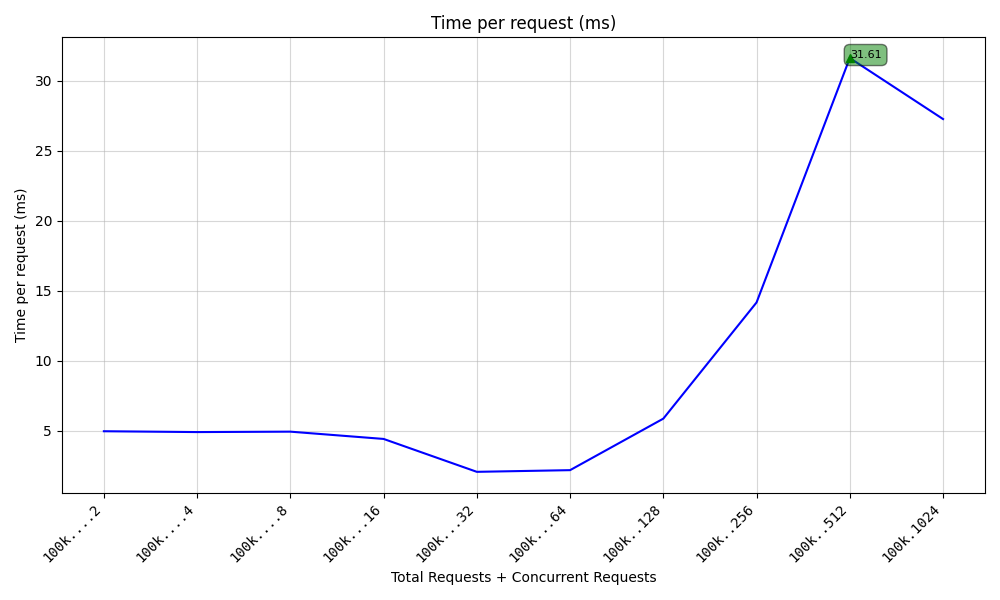 Time per request (ms)
31.61
30
25
20
15
10
5
Time per request (ms)
100k....2
100k....4
100k....8
100k...16
100k...32
100k...64
100k..128
100k..256
100k..512
100k.1024
Total Requests + Concurrent Requests